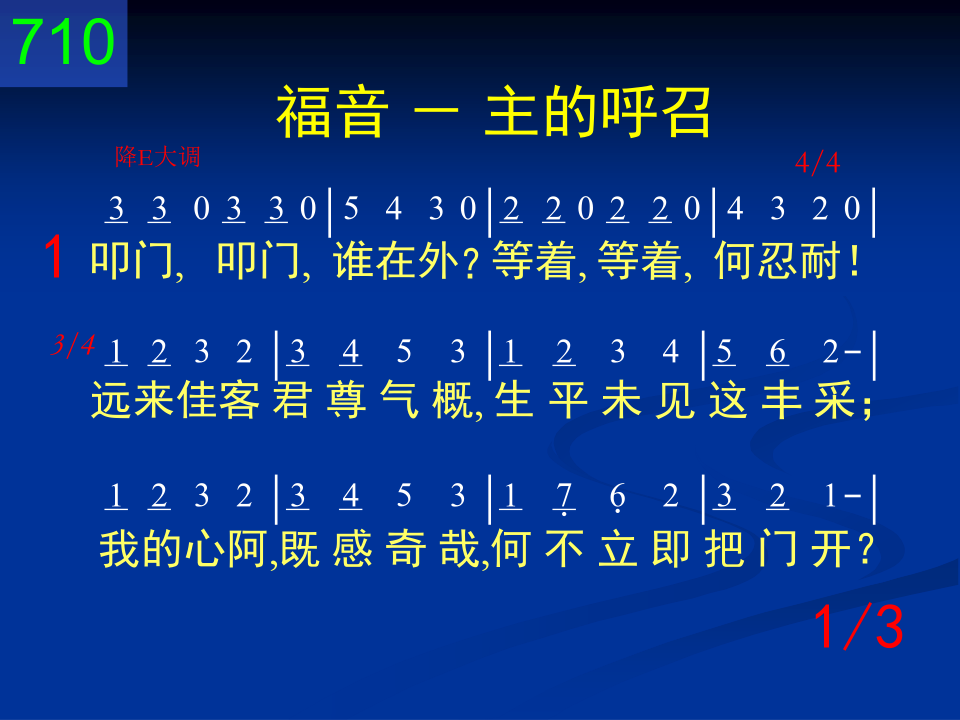 710
福音 － 主的呼召
降E大调 4/4
3 3 0 3 3 0│5 4 3 0│2 2 0 2 2 0│4 3 2 0│
1 叩门, 叩门, 谁在外? 等着, 等着, 何忍耐!
3/4 1 2 3 2│3 4 5 3│1 2 3 4│5 6 2-│
远来佳客 君 尊 气 概, 生 平 未 见 这 丰 采;
1 2 3 2│3 4 5 3│1 7̣ 6̣ 2│3 2 1-│
我的心阿,既 感 奇 哉,何 不 立 即 把 门 开?
1/3